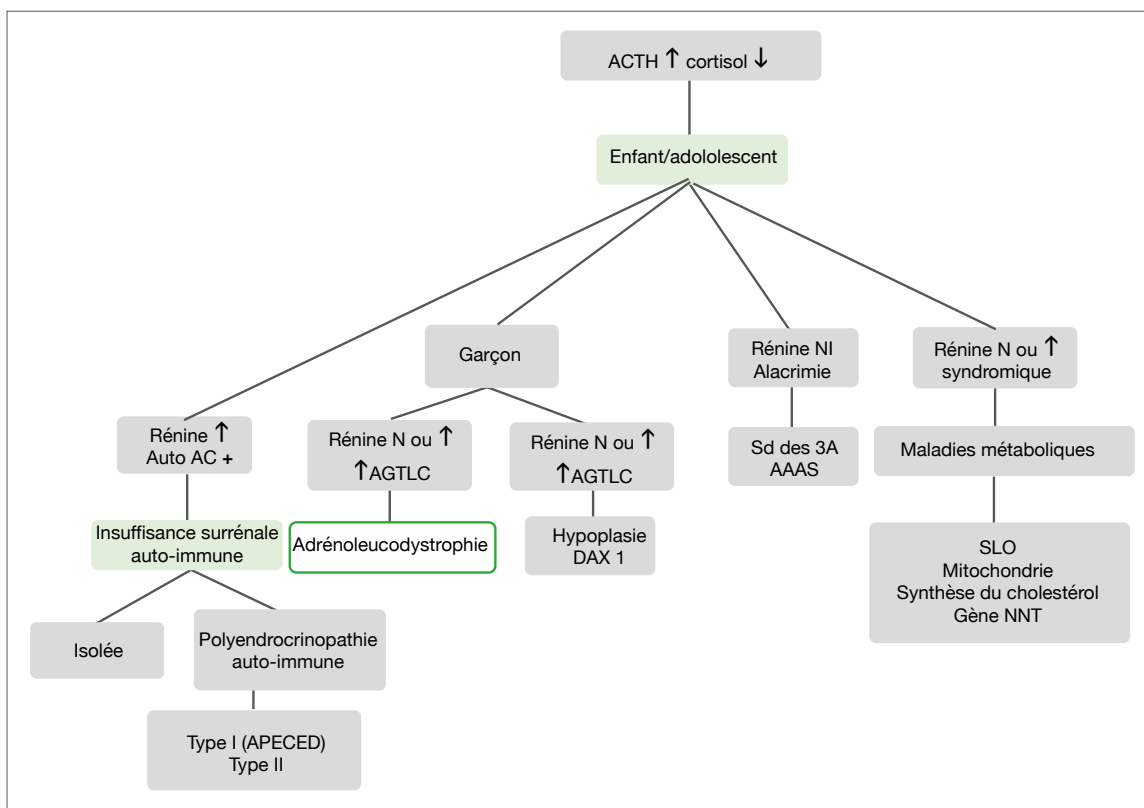 ACTH ↑ cortisol ↓
Enfant/adololescent
Garçon
Rénine NI
Alacrimie
Rénine N ou ↑
syndromique
Rénine ↑
Auto AC +
Rénine N ou ↑
↑AGTLC
Rénine N ou ↑
↑AGTLC
Sd des 3A
AAAS
Maladies métaboliques
Insuffisance surrénale
auto-immune
Adrénoleucodystrophie
Hypoplasie
DAX 1
SLO
Mitochondrie
Synthèse du cholestérol
Gène NNT
Isolée
Polyendrocrinopathie
auto-immune
Type I (APECED)
Type II